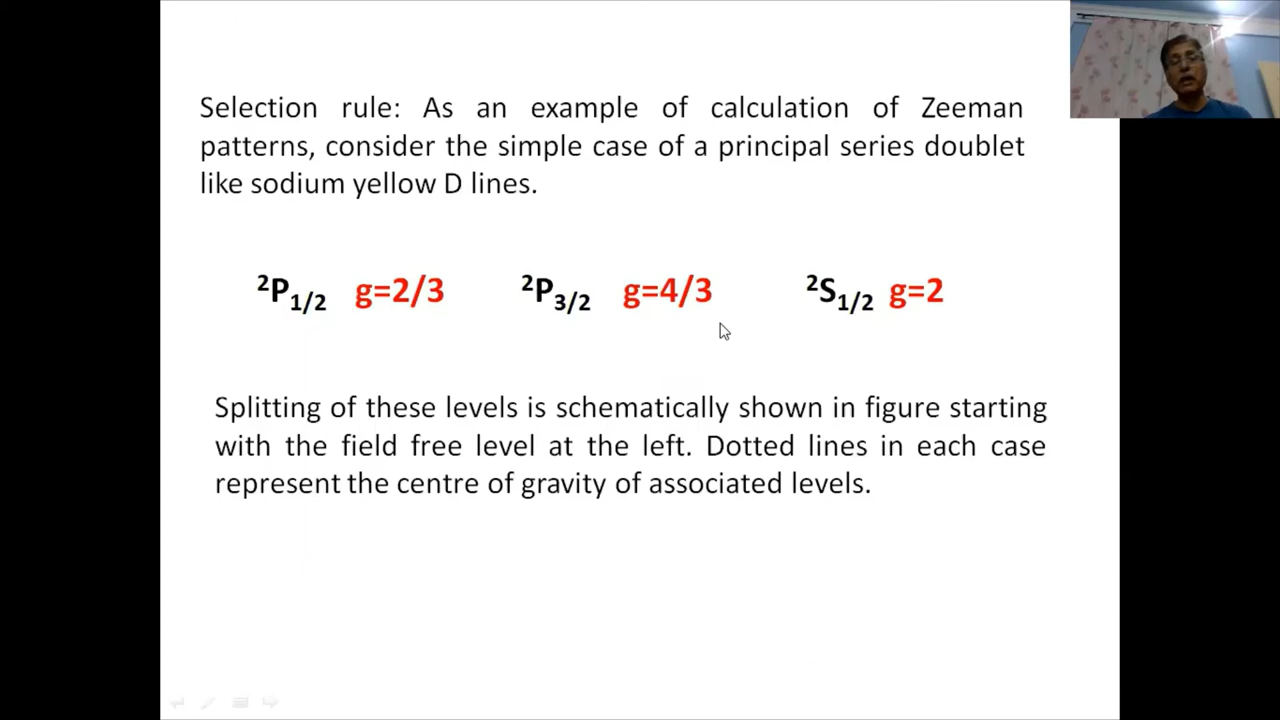 Selection rule: As an example of calculation of Zeeman
patterns, consider the simple case of a principal series doublet
like sodium yellow D lines.
²P₁/₂ g=2/3 ²P₃/₂ g=4/3 ²S₁/₂ g=2
Splitting of these levels is schematically shown in figure starting
with the field free level at the left. Dotted lines in each case
represent the centre of gravity of associated levels.